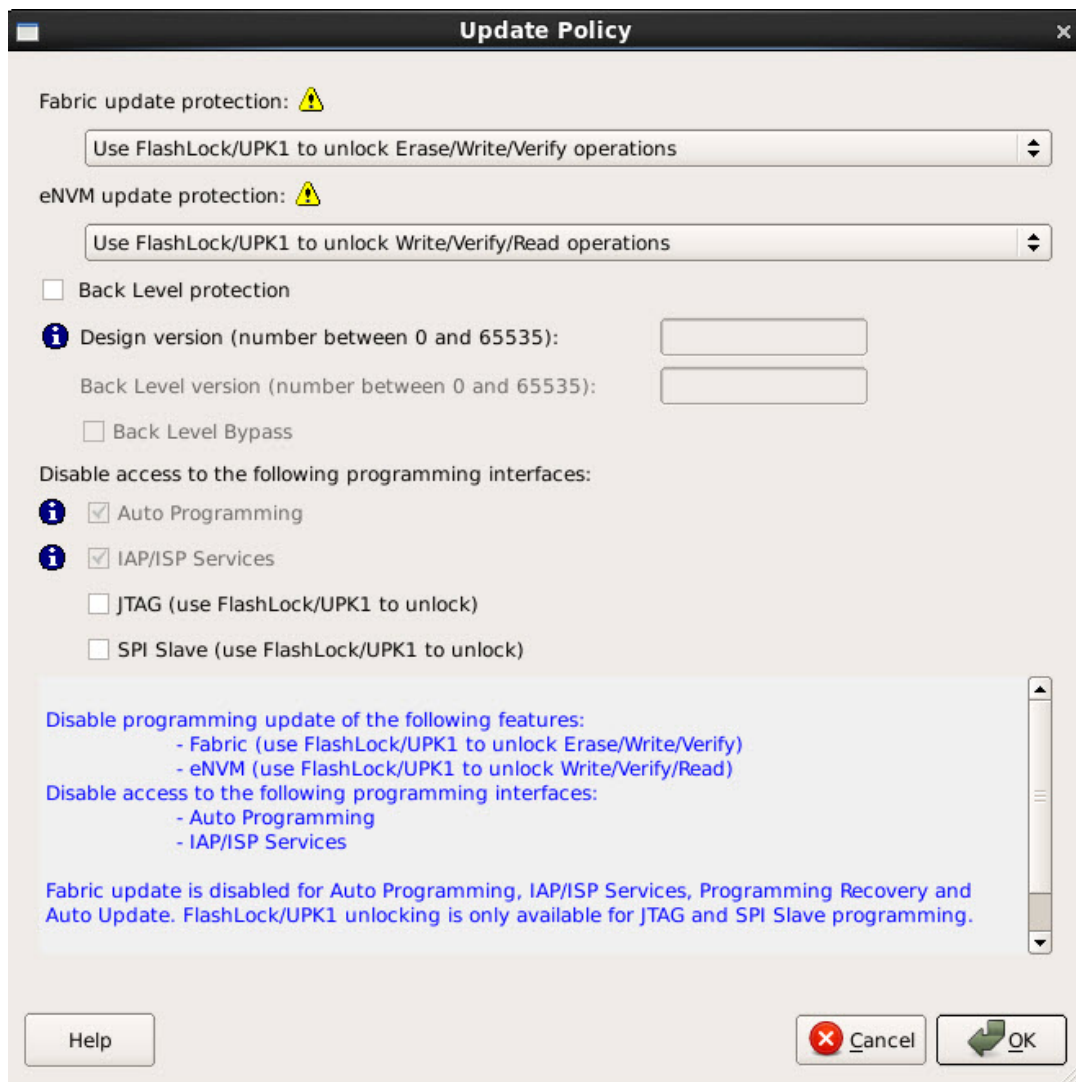 Update Policy
Fabric update protection:
Use FlashLock/UPK1 to unlock Erase/Write/Verify operations
eNVM update protection:
Use FlashLock/UPK1 to unlock Write/Verify/Read operations
Back Level protection
Design version (number between 0 and 65535):
Back Level version (number between 0 and 65535):
Back Level Bypass
Disable access to the following programming interfaces:
Auto Programming
IAP/ISP Services
JTAG (use FlashLock/UPK1 to unlock)
SPI Slave (use FlashLock/UPK1 to unlock)
Disable programming update of the following features:
- Fabric (use FlashLock/UPK1 to unlock Erase/Write/Verify)
- eNVM (use FlashLock/UPK1 to unlock Write/Verify/Read)
Disable access to the following programming interfaces:
- Auto Programming
- IAP/ISP Services
Fabric update is disabled for Auto Programming, IAP/ISP Services, Programming Recovery and
Auto Update. FlashLock/UPK1 unlocking is only available for JTAG and SPI Slave programming.
Help
Cancel
OK